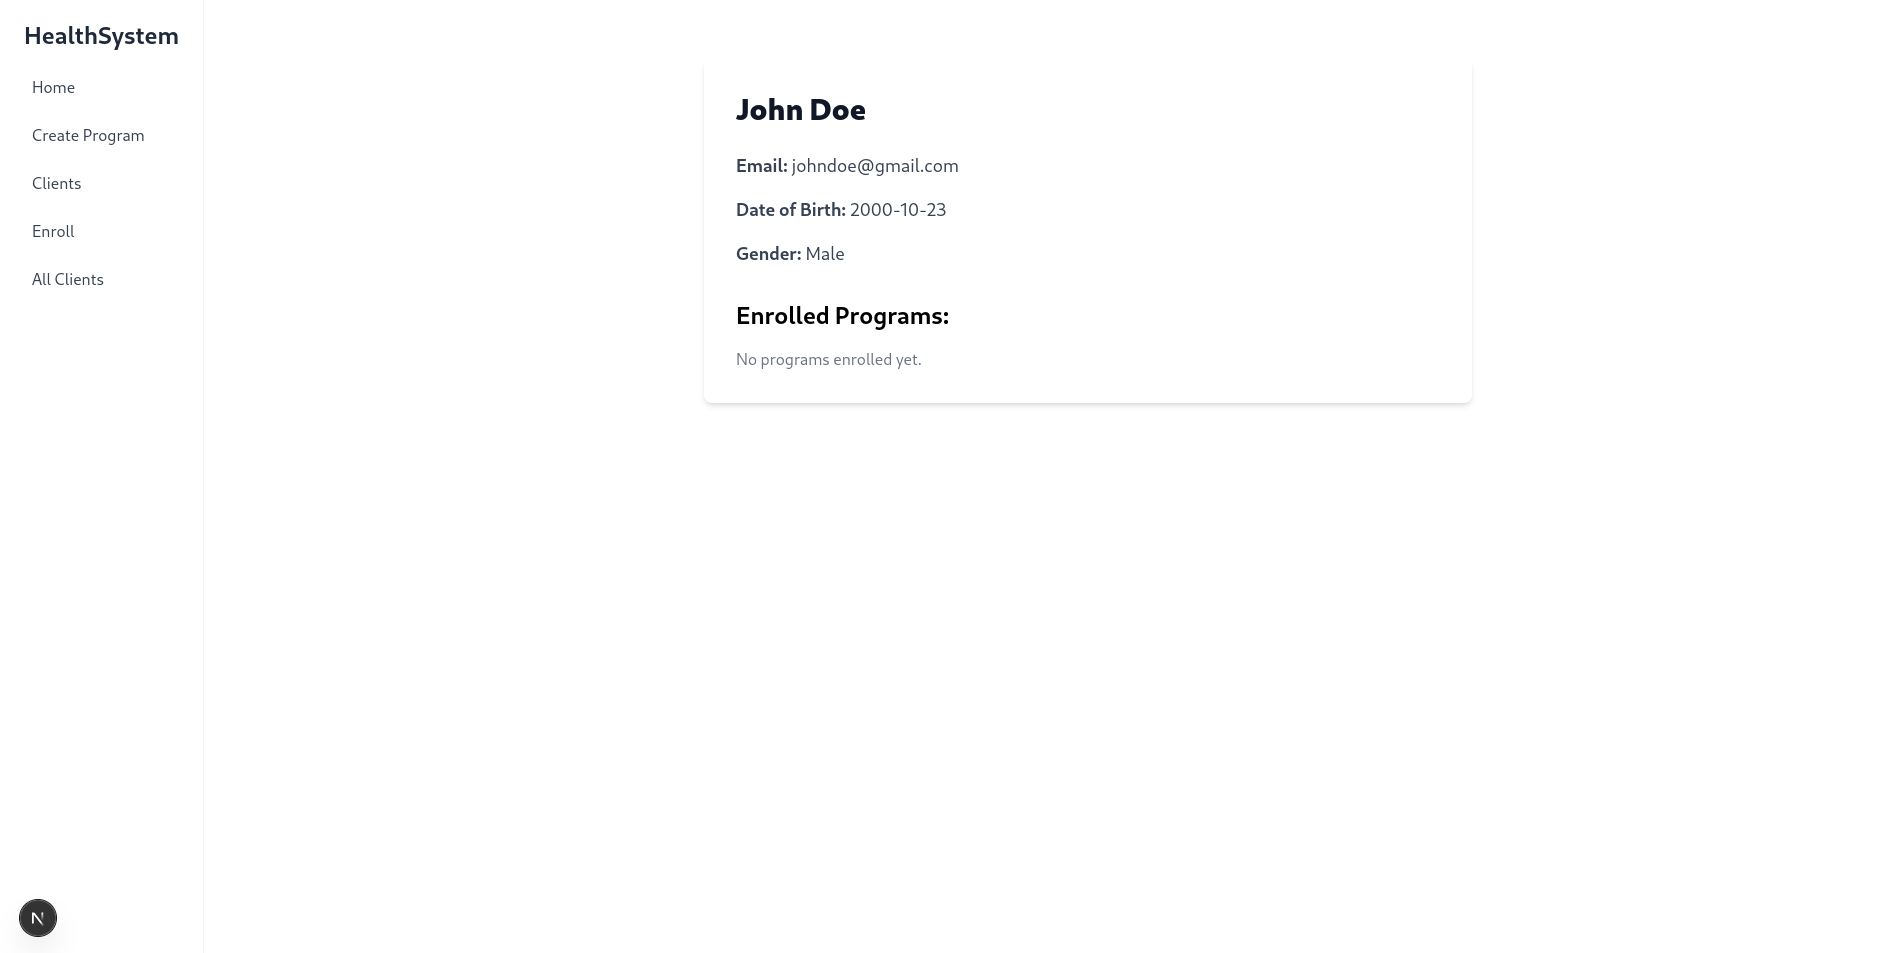 HealthSystem
Home
Create Program
Clients
Enroll
All Clients
John Doe
Email: johndoe@gmail.com
Date of Birth: 2000-10-23
Gender: Male
Enrolled Programs:
No programs enrolled yet.
N